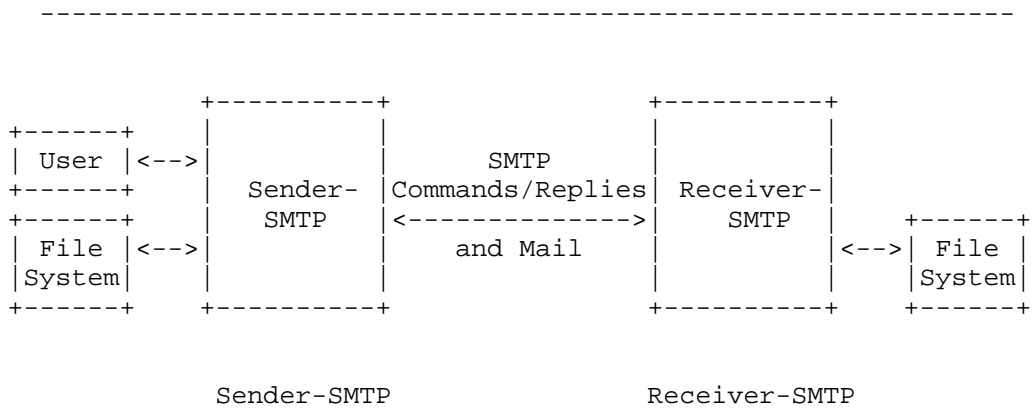 User
SMTP
Sender-
Commands/Replies
Receiver-
SMTP
SMTP
File
and Mail
File
System
System
Sender-SMTP
Receiver-SMTP